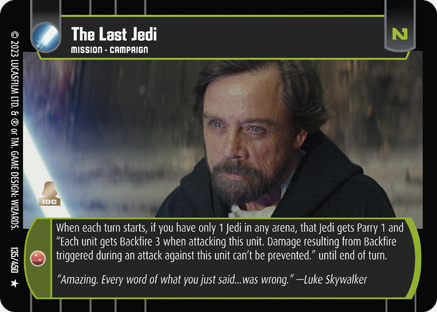 The Last Jedi
MISSION - CAMPAIGN
N
© 2023 LUCASFILM LTD. & ® or TM. GAME DESIGN: WIZARDS.
135/450
IDC
When each turn starts, if you have only 1 Jedi in any arena, that Jedi gets Parry 1 and
“Each unit gets Backfire 3 when attacking this unit. Damage resulting from Backfire
triggered during an attack against this unit can’t be prevented.” until end of turn.
“Amazing. Every word of what you just said...was wrong.” —Luke Skywalker